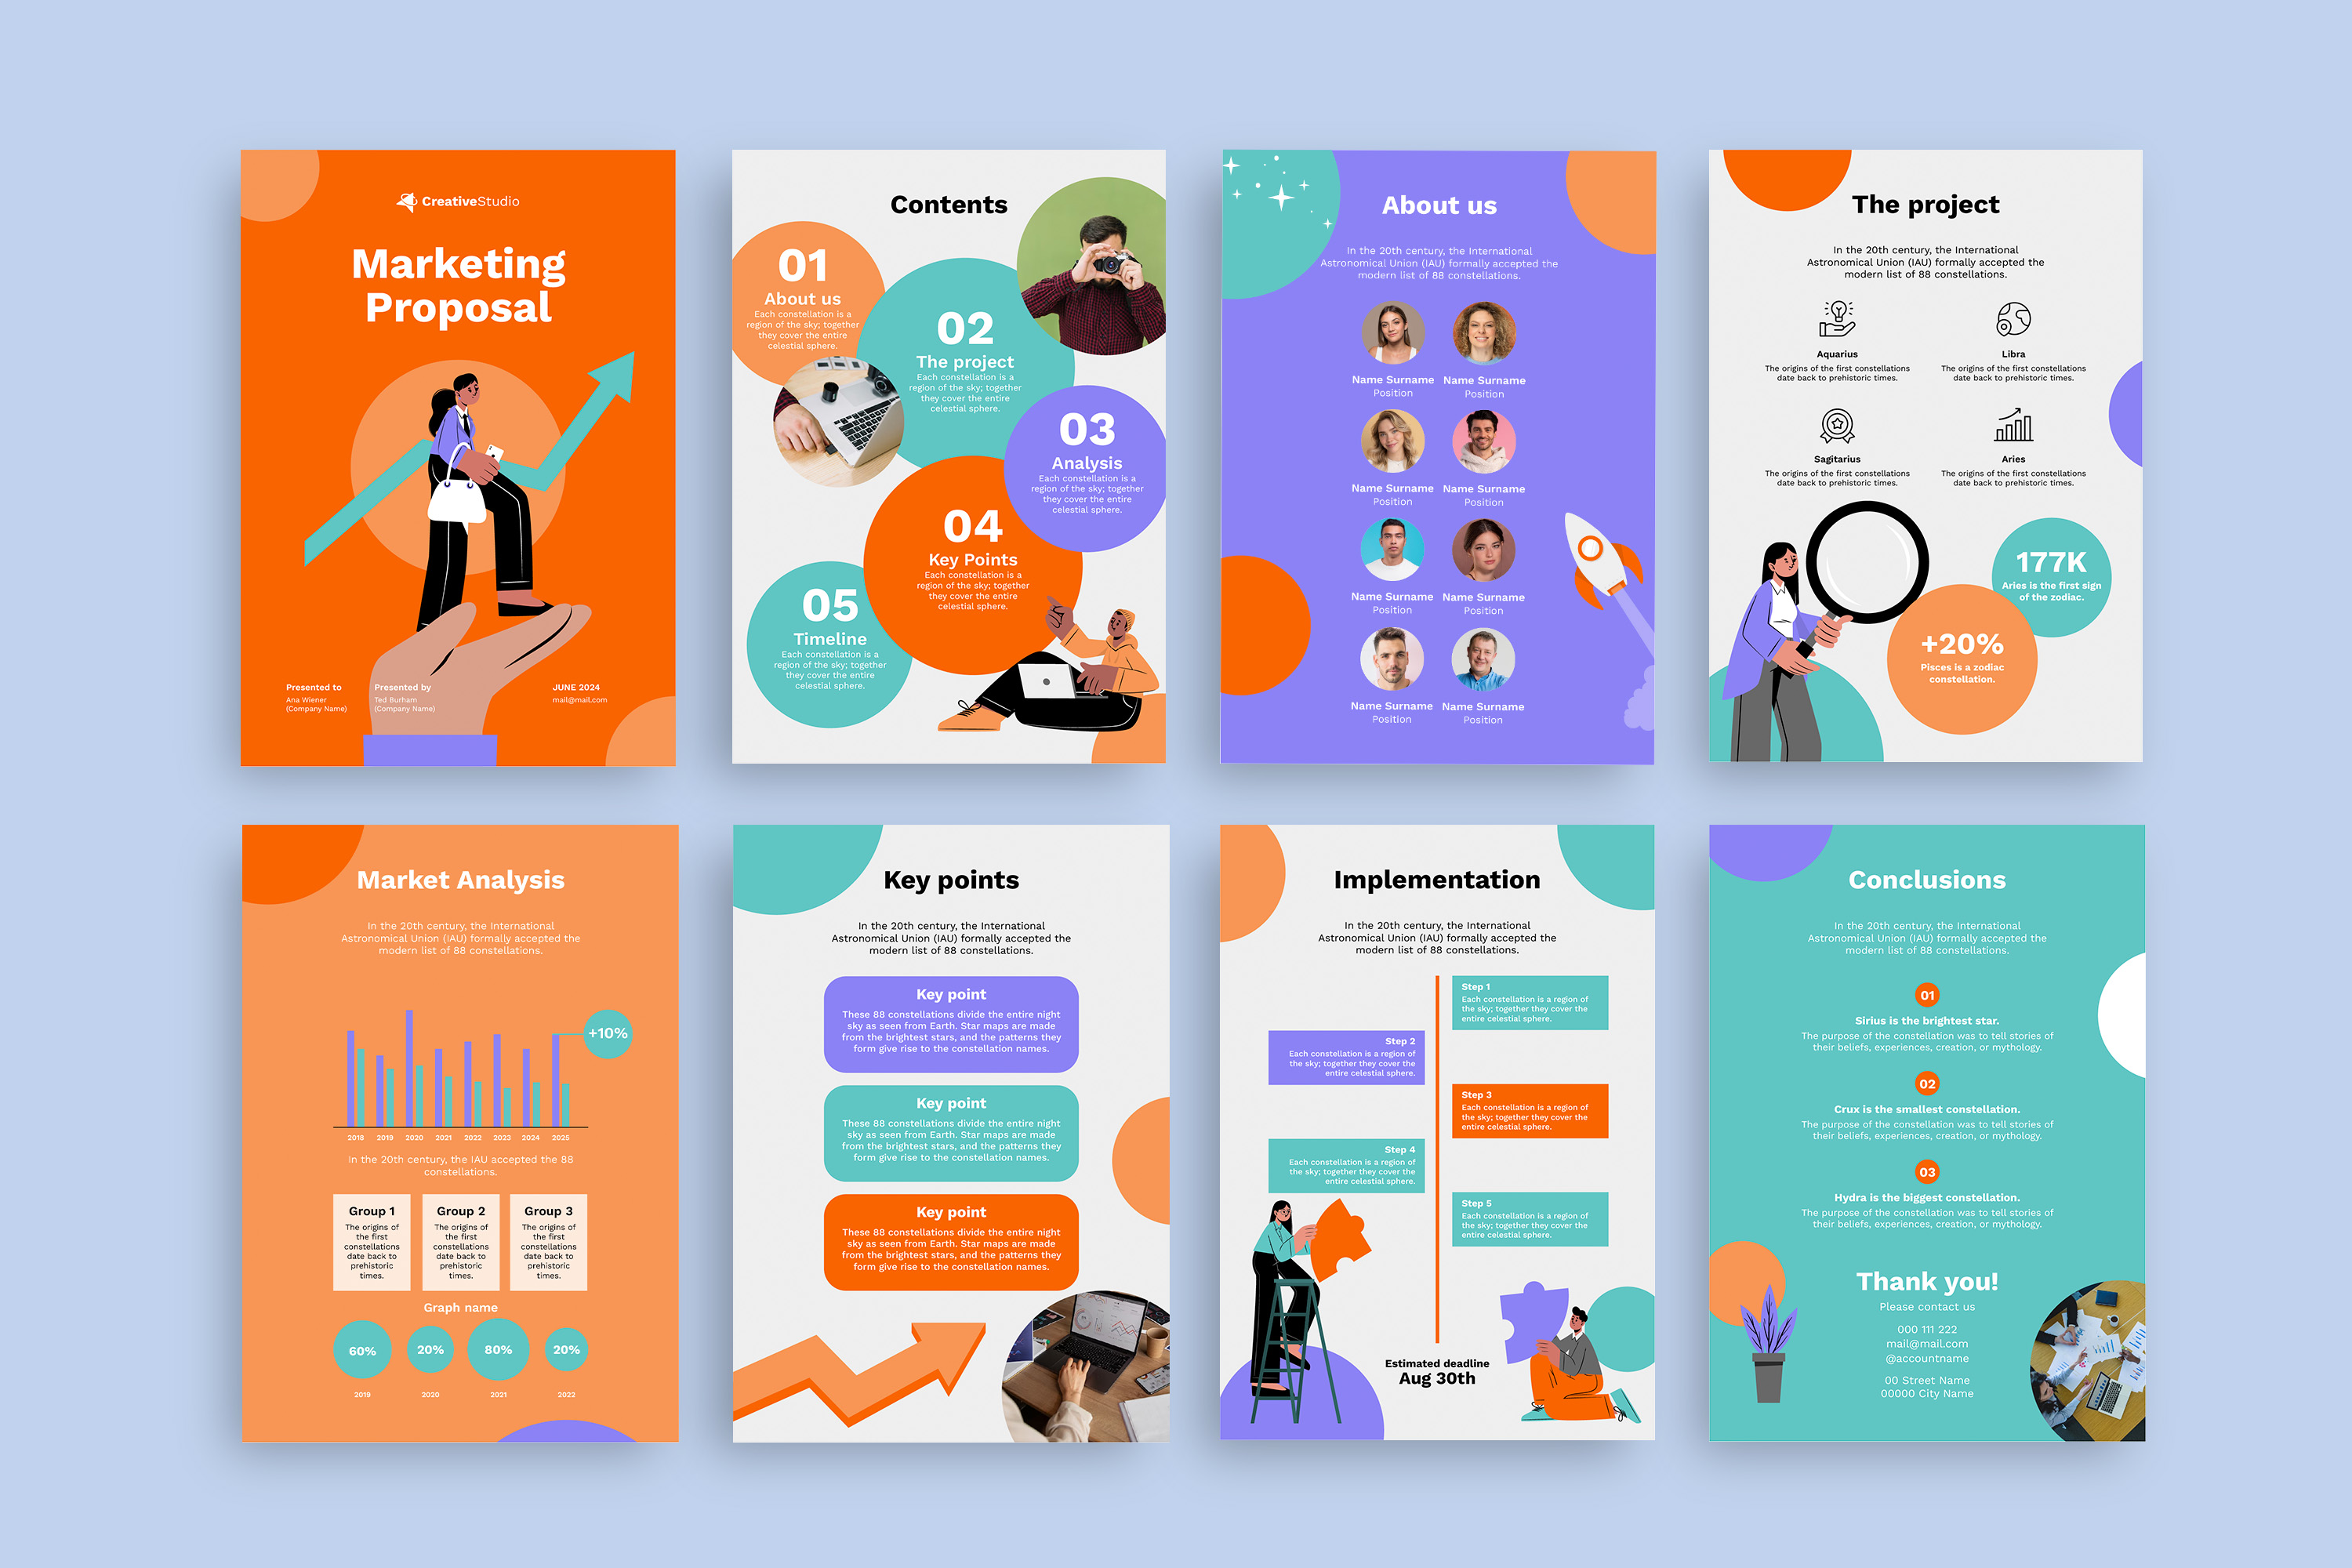 CreativeStudio
Marketing
Proposal
Presented to
Ana Wiener
(Company Name)
Presented by
Ted Burham
(Company Name)
JUNE 2024
mail@mail.com
Contents
01
About us
Each constellation is a
region of the sky; together
they cover the entire
celestial sphere.
02
The project
Each constellation is a
region of the sky; together
they cover the entire
celestial sphere.
03
Analysis
Each constellation is a
region of the sky; together
they cover the entire
celestial sphere.
04
Key Points
Each constellation is a
region of the sky; together
they cover the entire
celestial sphere.
05
Timeline
Each constellation is a
region of the sky; together
they cover the entire
celestial sphere.
About us
In the 20th century, the International
Astronomical Union (IAU) formally accepted the
modern list of 88 constellations.
Name Surname
Position
Name Surname
Position
Name Surname
Position
Name Surname
Position
Name Surname
Position
Name Surname
Position
Name Surname
Position
Name Surname
Position
The project
In the 20th century, the International
Astronomical Union (IAU) formally accepted the
modern list of 88 constellations.
Aquarius
The origins of the first constellations
date back to prehistoric times.
Libra
The origins of the first constellations
date back to prehistoric times.
Sagitarius
The origins of the first constellations
date back to prehistoric times.
Aries
The origins of the first constellations
date back to prehistoric times.
177K
Aries is the first sign
of the zodiac.
+20%
Pisces is a zodiac
constellation.
Market Analysis
In the 20th century, the International
Astronomical Union (IAU) formally accepted the
modern list of 88 constellations.
+10%
2018 2019 2020 2021 2022 2023 2024 2025
In the 20th century, the IAU accepted the 88
constellations.
Group 1
The origins of
the first
constellations
date back to
prehistoric
times.
Group 2
The origins of
the first
constellations
date back to
prehistoric
times.
Group 3
The origins of
the first
constellations
date back to
prehistoric
times.
Graph name
60% 20% 80% 20%
2019 2020 2021 2022
Key points
In the 20th century, the International
Astronomical Union (IAU) formally accepted the
modern list of 88 constellations.
Key point
These 88 constellations divide the entire night
sky as seen from Earth. Star maps are made
from the brightest stars, and the patterns they
form give rise to the constellation names.
Key point
These 88 constellations divide the entire night
sky as seen from Earth. Star maps are made
from the brightest stars, and the patterns they
form give rise to the constellation names.
Key point
These 88 constellations divide the entire night
sky as seen from Earth. Star maps are made
from the brightest stars, and the patterns they
form give rise to the constellation names.
Implementation
In the 20th century, the International
Astronomical Union (IAU) formally accepted the
modern list of 88 constellations.
Step 1
Each constellation is a region of
the sky; together they cover the
entire celestial sphere.
Step 2
Each constellation is a region of
the sky; together they cover the
entire celestial sphere.
Step 3
Each constellation is a region of
the sky; together they cover the
entire celestial sphere.
Step 4
Each constellation is a region of
the sky; together they cover the
entire celestial sphere.
Step 5
Each constellation is a region of
the sky; together they cover the
entire celestial sphere.
Estimated deadline
Aug 30th
Conclusions
In the 20th century, the International
Astronomical Union (IAU) formally accepted the
modern list of 88 constellations.
01
Sirius is the brightest star.
The purpose of the constellation was to tell stories of
their beliefs, experiences, creation, or mythology.
02
Crux is the smallest constellation.
The purpose of the constellation was to tell stories of
their beliefs, experiences, creation, or mythology.
03
Hydra is the biggest constellation.
The purpose of the constellation was to tell stories of
their beliefs, experiences, creation, or mythology.
Thank you!
Please contact us
000 111 222
mail@mail.com
@accountname
00 Street Name
00000 City Name